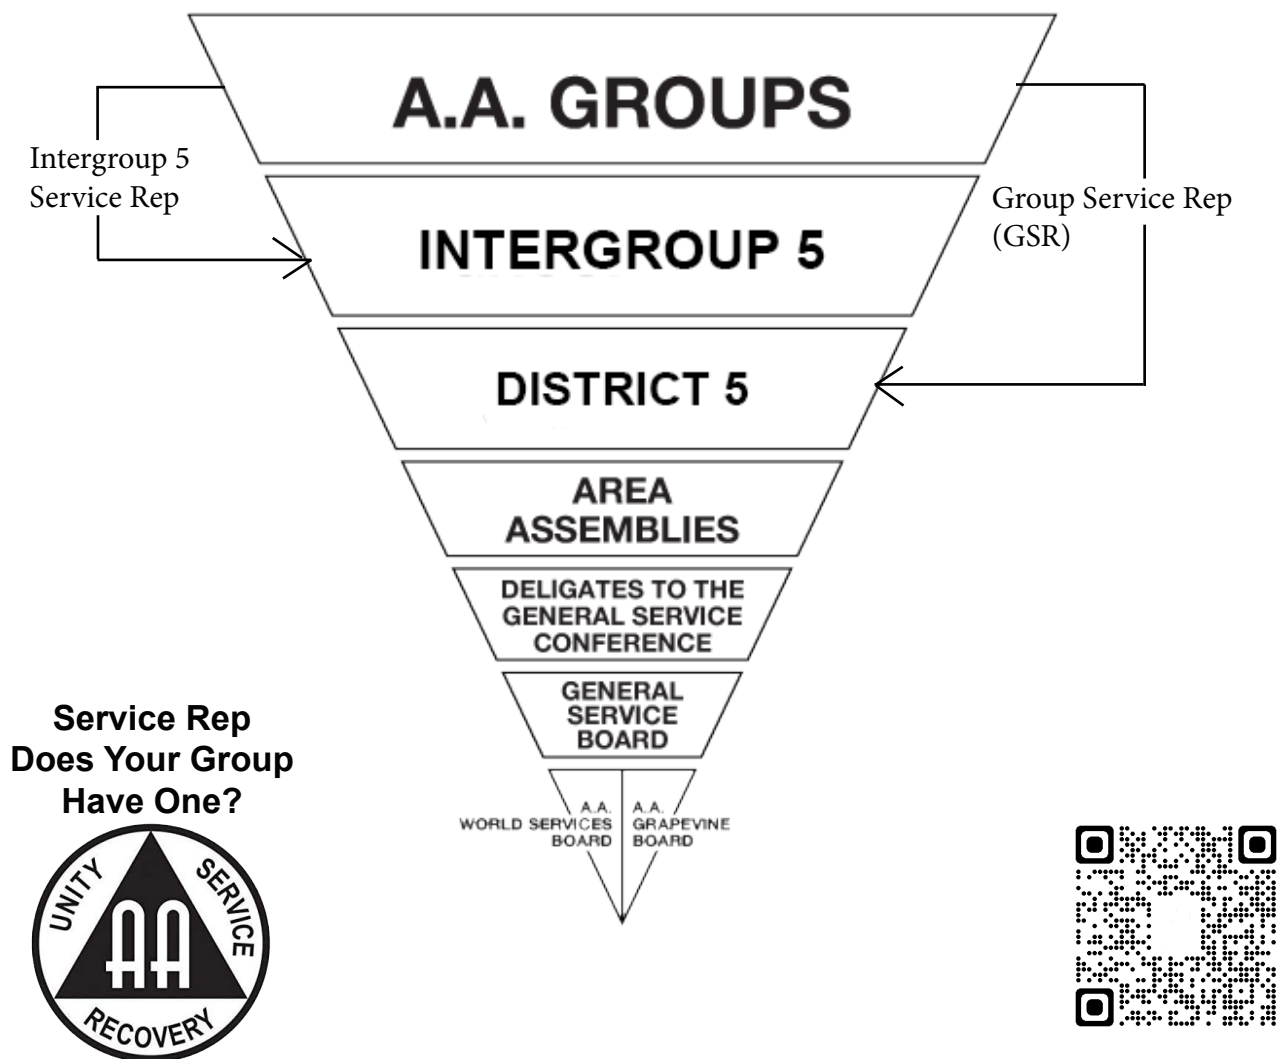 A.A. GROUPS
Intergroup 5
Service Rep
Group Service Rep
(GSR)
INTERGROUP 5
DISTRICT 5
AREA
ASSEMBLIES
DELIGATES TO THE
GENERAL SERVICE
CONFERENCE
GENERAL
SERVICE
BOARD
A.A.
WORLD SERVICES
BOARD
A.A.
GRAPEVINE
BOARD
Service Rep
Does Your Group
Have One?
UNITY
SERVICE
AA
RECOVERY